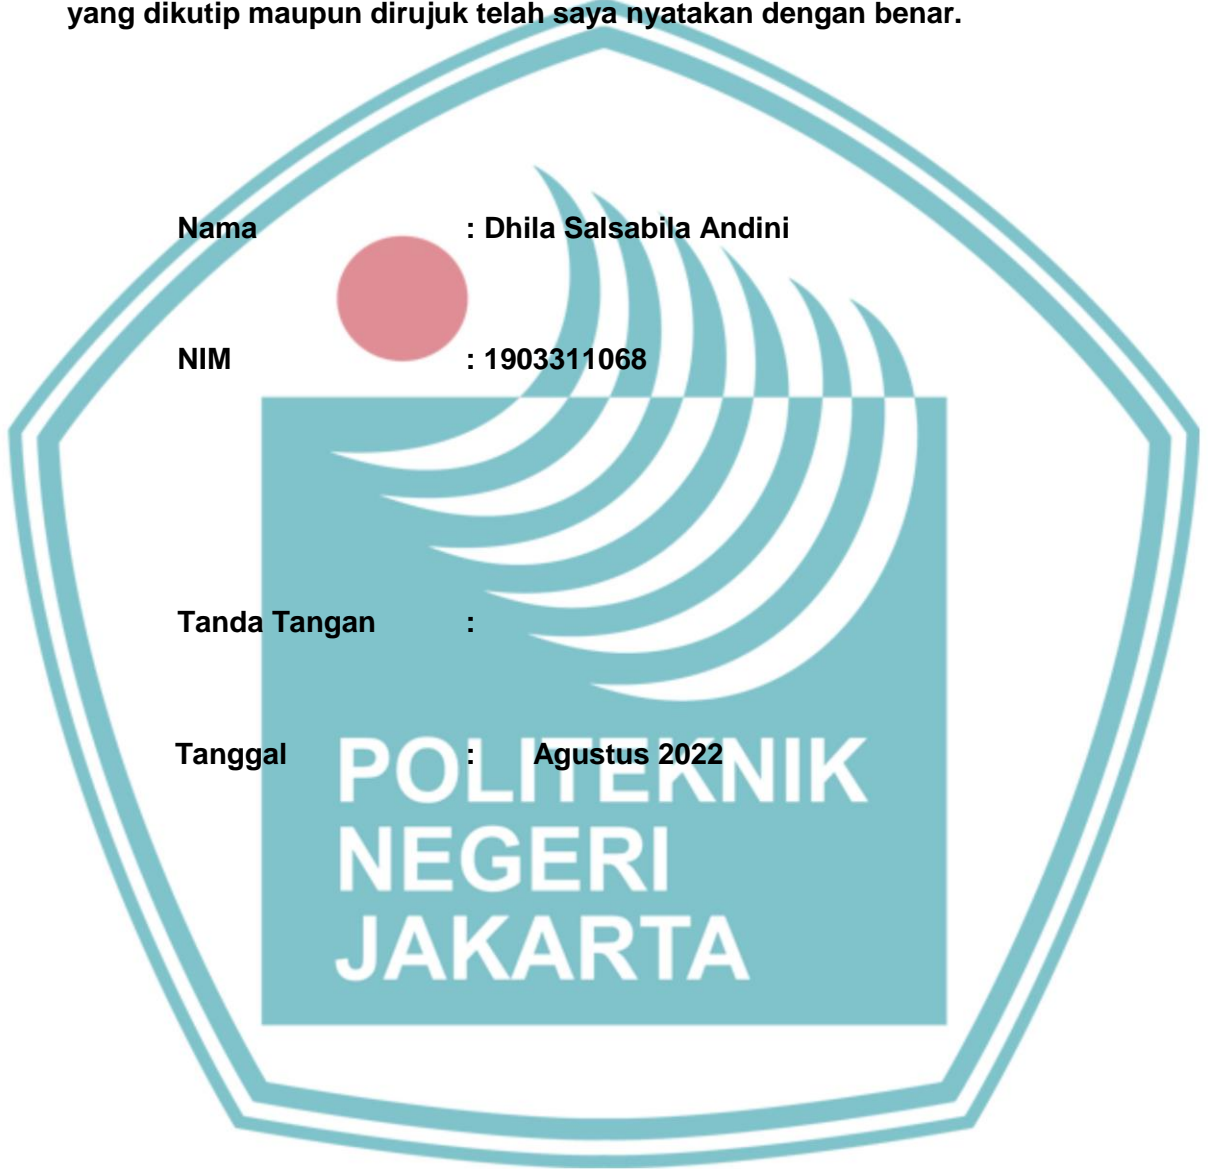 yang dikutip maupun dirujuk telah saya nyatakan dengan benar.
Nama : Dhila Salsabila Andini
NIM : 1903311068
Tanda Tangan :
Tanggal : Agustus 2022
POLITEKNIK
NEGERI
JAKARTA